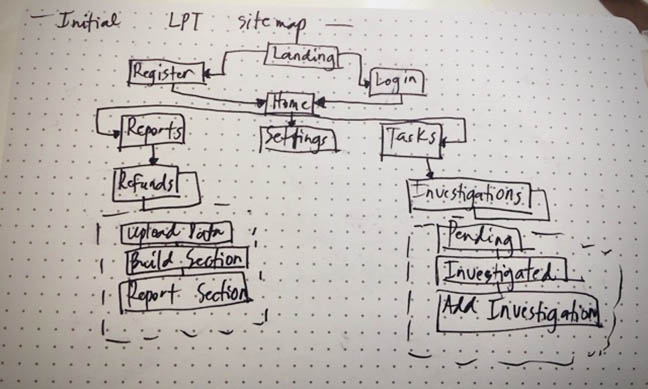 Initial LPT sitemap
Landing
Register
Login
Home
Reports
Settings
Tasks
Refunds
Investigations
Upload Data
Build Section
Report Section
Pending
Investigated
Add Investigation